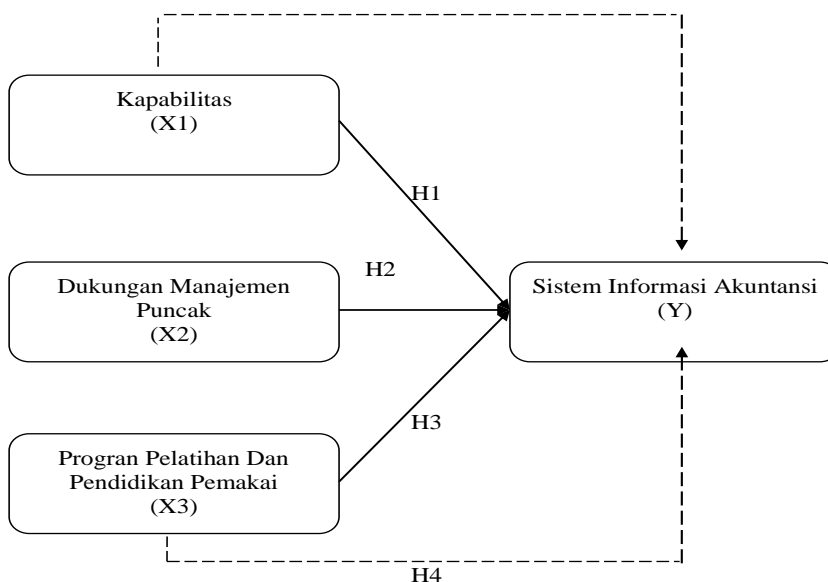 Kapabilitas
(X1)
H1
H2
Dukungan Manajemen
Puncak
(X2)
Sistem Informasi Akuntansi
(Y)
H3
Progran Pelatihan Dan
Pendidikan Pemakai
(X3)
H4